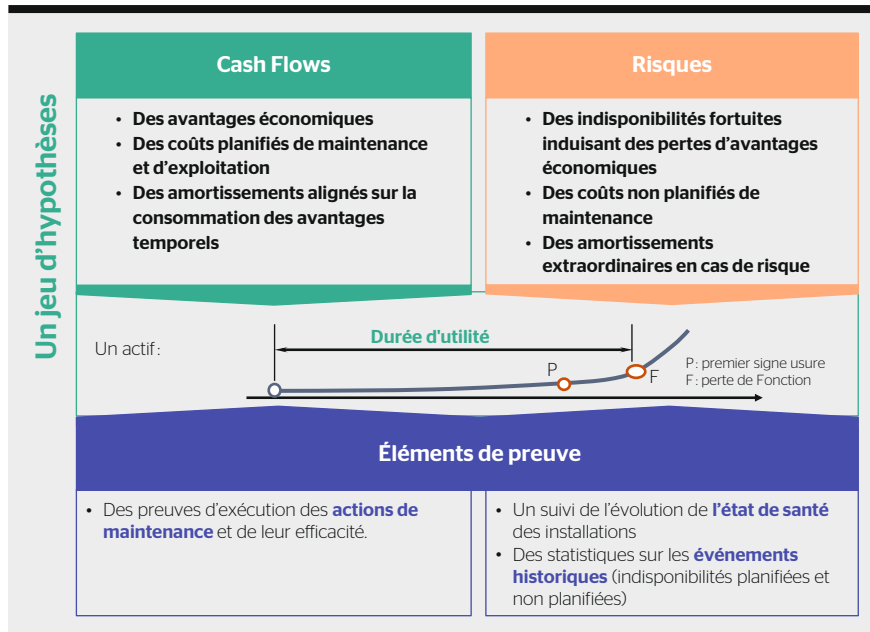 Un jeu d'hypothèses
Cash Flows
• Des avantages économiques
• Des coûts planifiés de maintenance
et d'exploitation
• Des amortissements alignés sur la
consommation des avantages
temporels
Risques
• Des indisponibilités fortuites
induisant des pertes d'avantages
économiques
• Des coûts non planifiés de
maintenance
• Des amortissements
extraordinaires en cas de risque
Un actif :
Durée d'utilité
P
F
P : premier signe usure
F : perte de Fonction
Éléments de preuve
• Des preuves d'exécution des actions de
maintenance et de leur efficacité.
• Un suivi de l'évolution de l'état de santé
des installations
• Des statistiques sur les événements
historiques (indisponibilités planifiées et
non planifiées)